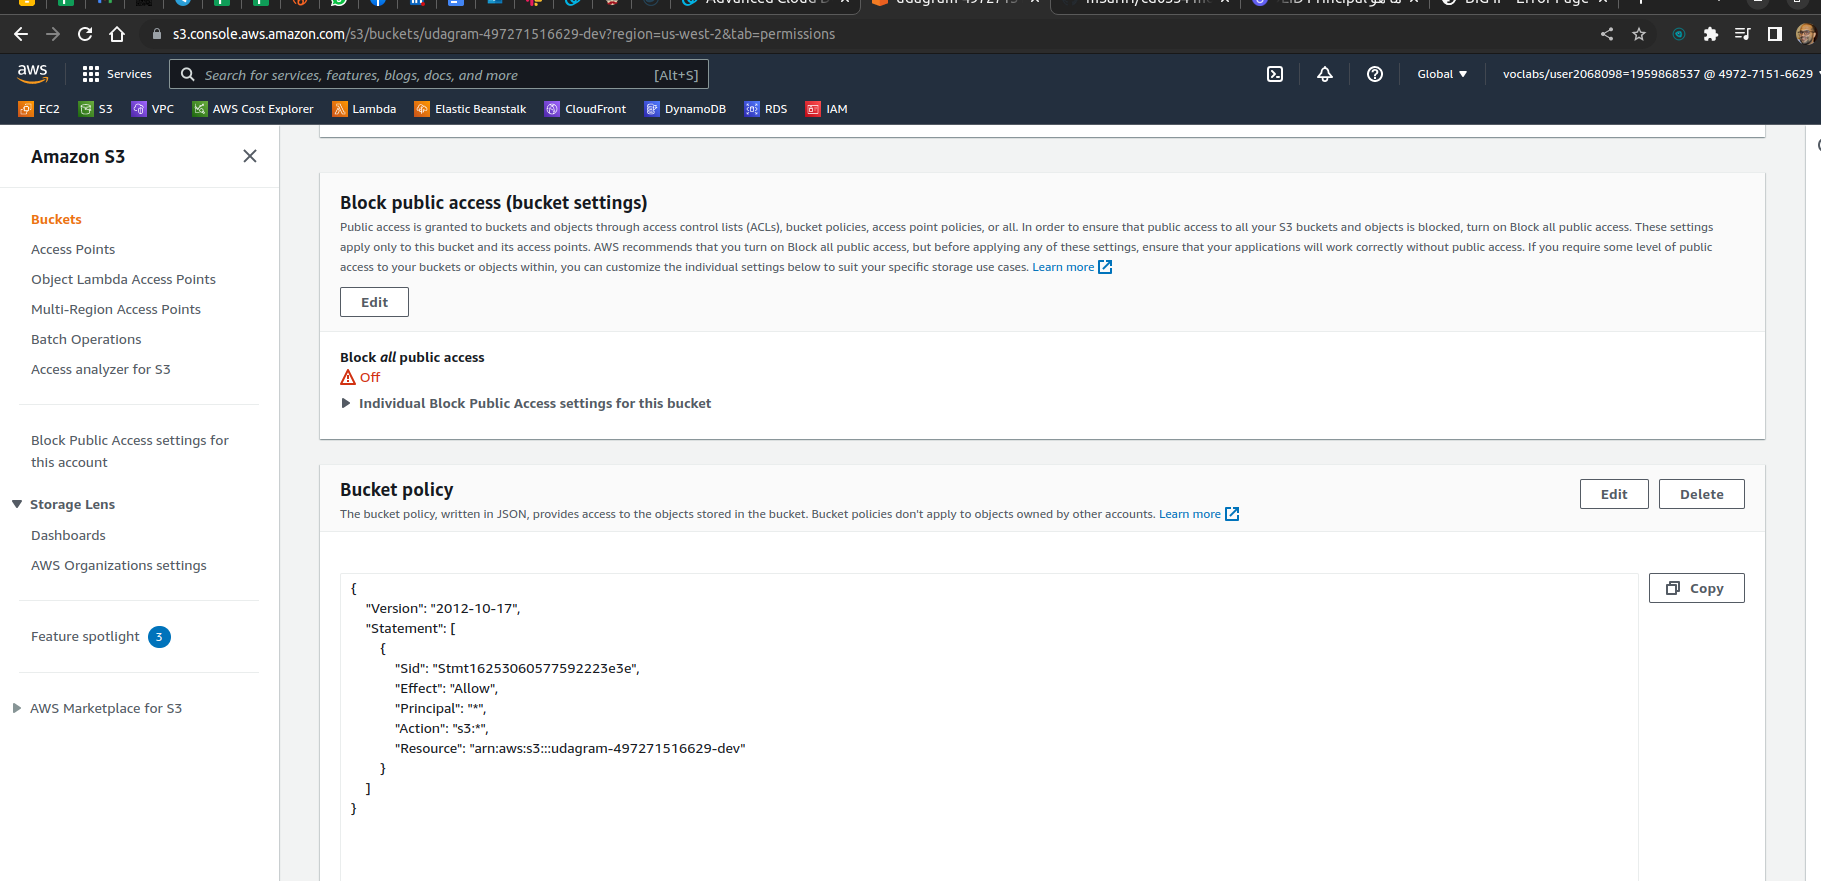 Advanced Cloud D
udagram-4972715
DIG IP - Error Page
s3.console.aws.amazon.com/s3/buckets/udagram-497271516629-dev?region=us-west-2&tab=permissions
aws
Services
Search for services, features, blogs, docs, and more
[Alt+S]
Global
voclabs/user2068098=1959868537 @ 4972-7151-6629
EC2
S3
VPC
AWS Cost Explorer
Lambda
Elastic Beanstalk
CloudFront
DynamoDB
RDS
IAM
Amazon S3
Buckets
Access Points
Object Lambda Access Points
Multi-Region Access Points
Batch Operations
Access analyzer for S3
Block Public Access settings for
this account
Storage Lens
Dashboards
AWS Organizations settings
Feature spotlight 3
AWS Marketplace for S3
Block public access (bucket settings)
Public access is granted to buckets and objects through access control lists (ACLs), bucket policies, access point policies, or all. In order to ensure that public access to all your S3 buckets and objects is blocked, turn on Block all public access. These settings
apply only to this bucket and its access points. AWS recommends that you turn on Block all public access, but before applying any of these settings, ensure that your applications will work correctly without public access. If you require some level of public
access to your buckets or objects within, you can customize the individual settings below to suit your specific storage use cases. Learn more
Edit
Block all public access
Off
Individual Block Public Access settings for this bucket
Bucket policy
Edit
Delete
The bucket policy, written in JSON, provides access to the objects stored in the bucket. Bucket policies don't apply to objects owned by other accounts. Learn more
Copy
{
"Version": "2012-10-17",
"Statement": [
{
"Sid": "Stmt16253060577592223e3e",
"Effect": "Allow",
"Principal": "*",
"Action": "s3:*",
"Resource": "arn:aws:s3:::udagram-497271516629-dev"
}
]
}